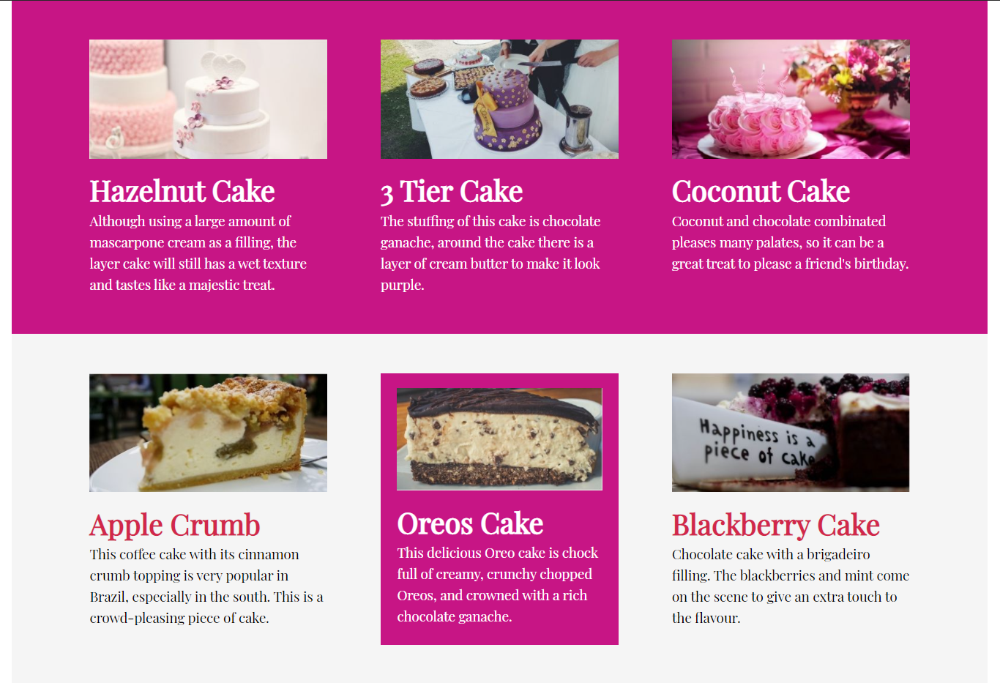 Hazelnut Cake
Although using a large amount of
mascarpone cream as a filling, the
layer cake will still has a wet texture
and tastes like a majestic treat.
3 Tier Cake
The stuffing of this cake is chocolate
ganache, around the cake there is a
layer of cream butter to make it look
purple.
Coconut Cake
Coconut and chocolate combinated
pleases many palates, so it can be a
great treat to please a friend's birthday.
Apple Crumb
This coffee cake with its cinnamon
crumb topping is very popular in
Brazil, especially in the south. This is a
crowd-pleasing piece of cake.
Oreos Cake
This delicious Oreo cake is chock
full of creamy, crunchy chopped
Oreos, and crowned with a rich
chocolate ganache.
Happiness is a
piece of cake
Blackberry Cake
Chocolate cake with a brigadeiro
filling. The blackberries and mint come
on the scene to give an extra touch to
the flavour.